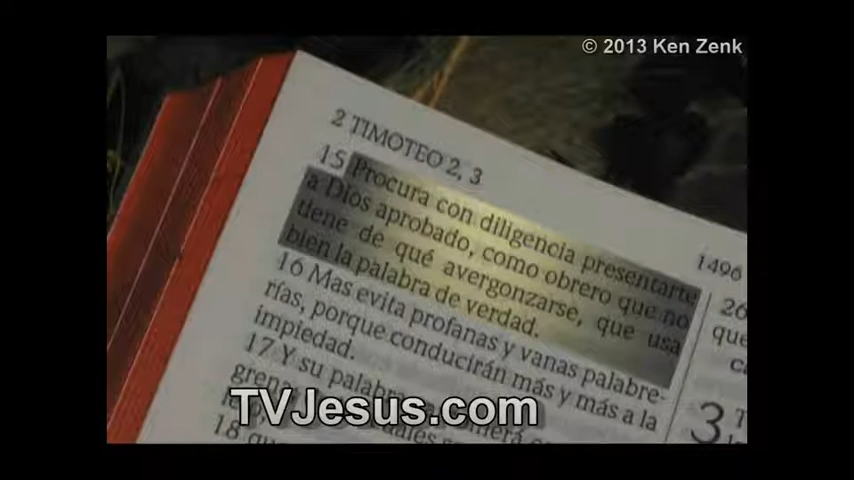 © 2013 Ken Zenk
2 TIMOTEO 2, 3
1496
15 Procura con diligencia presentarte
a Dios aprobado, como obrero que no
tiene de qué avergonzarse, que usa
bien la palabra de verdad.
16 Mas evita profanas y vanas palabre-
rías, porque conducirán más y más a la
impiedad.
17 Y su palabra
18
26
que
3
TVJesus.com